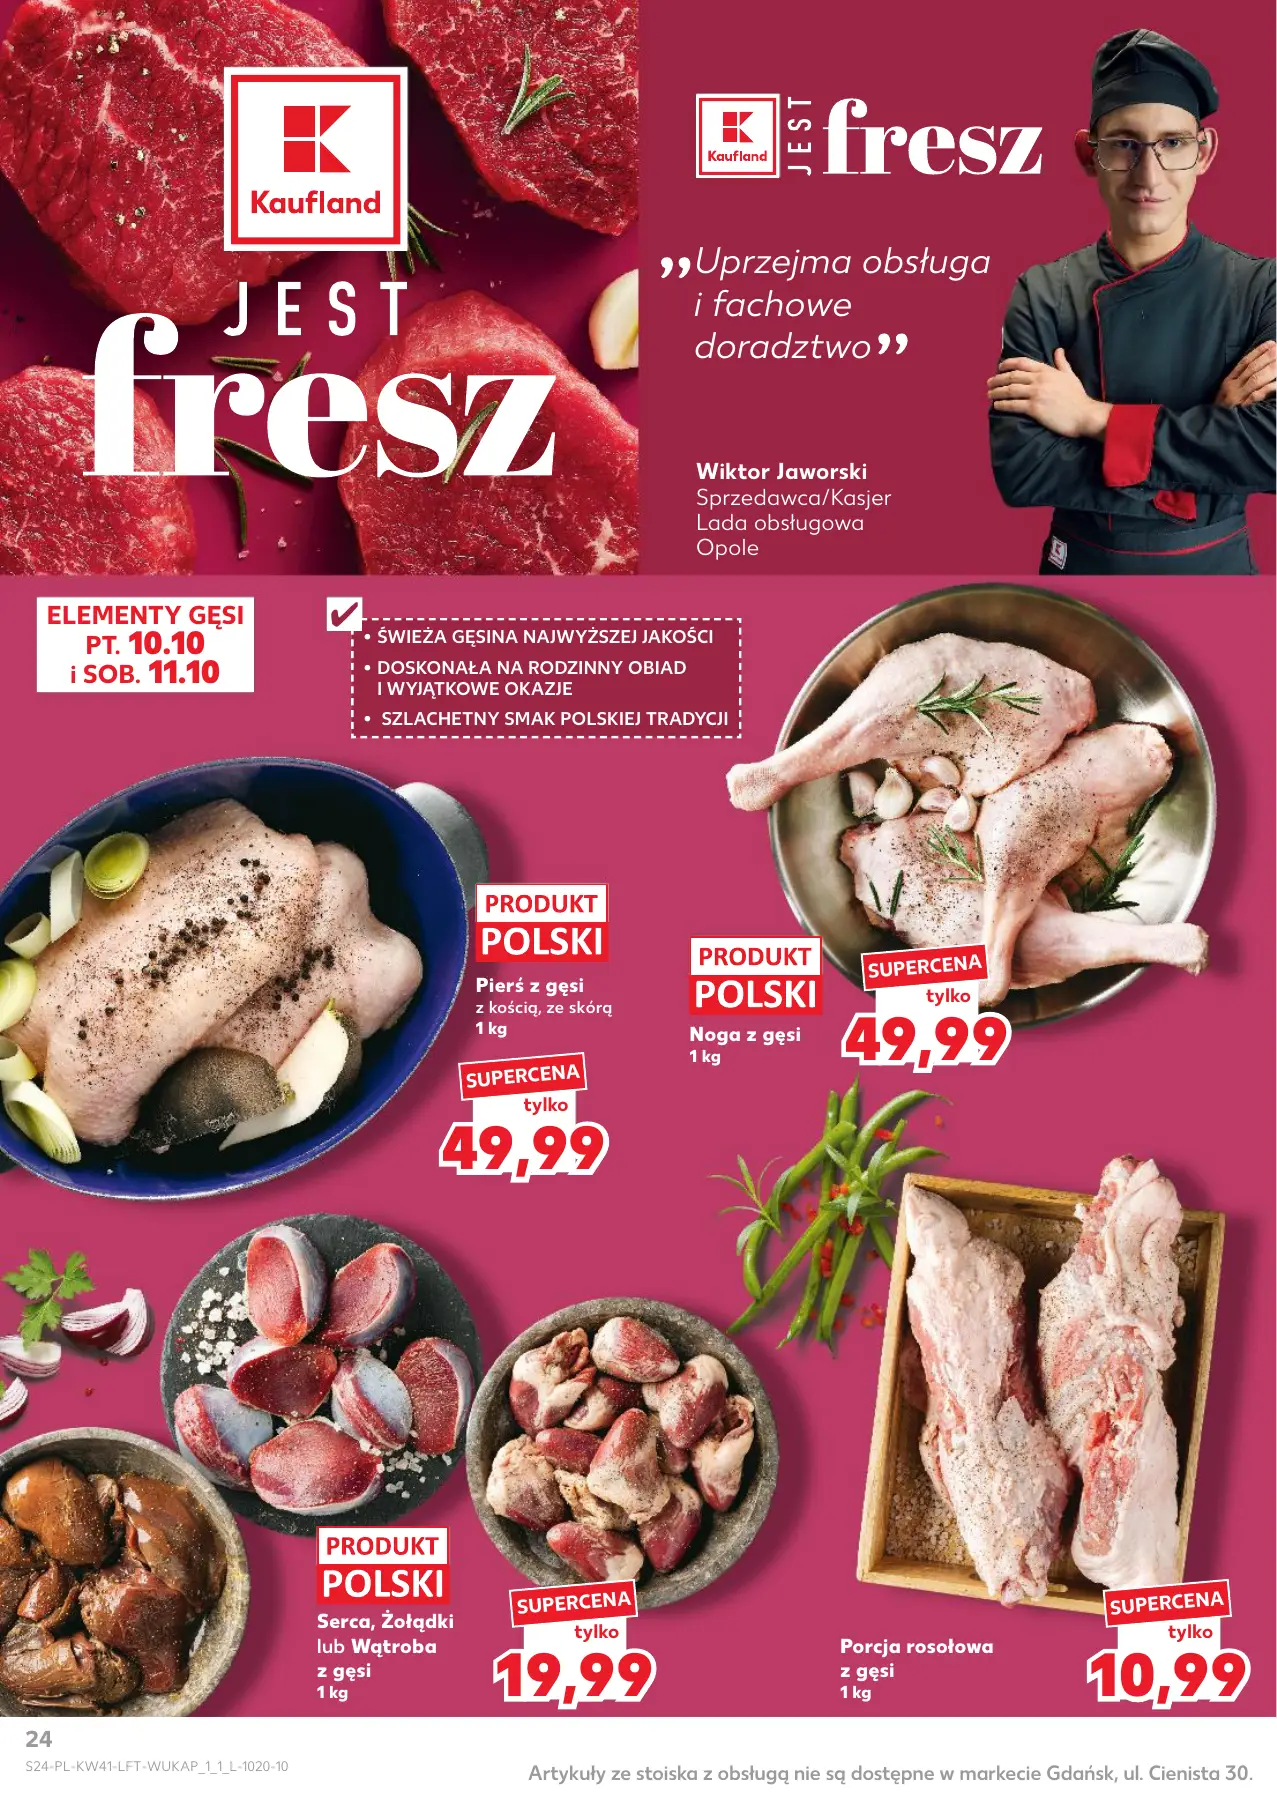 Kaufland
JEST
fresz
Kaufland
JEST
fresz
„Uprzejma obsługa
i fachowe
doradztwo”
Wiktor Jaworski
Sprzedawca/Kasjer
Lada obsługowa
Opole
ELEMENTY GĘSI
PT. 10.10
i SOB. 11.10
• ŚWIEŻA GĘSINA NAJWYŻSZEJ JAKOŚCI
• DOSKONAŁA NA RODZINNY OBIAD
I WYJĄTKOWE OKAZJE
• SZLACHETNY SMAK POLSKIEJ TRADYCJI
PRODUKT
POLSKI
Pierś z gęsi
z kością, ze skórą
1 kg
SUPERCENA
tylko
49,99
PRODUKT
POLSKI
Noga z gęsi
1 kg
SUPERCENA
tylko
49,99
PRODUKT
POLSKI
Serca, Żołądki
lub Wątroba
z gęsi
1 kg
SUPERCENA
tylko
19,99
Porcja rosołowa
z gęsi
1 kg
SUPERCENA
tylko
10,99
24
S24-PL-KW41-LFT-WUKAP_1_1_L-1020-10
Artykuły ze stoiska z obsługą nie są dostępne w markecie Gdańsk, ul. Cienista 30.